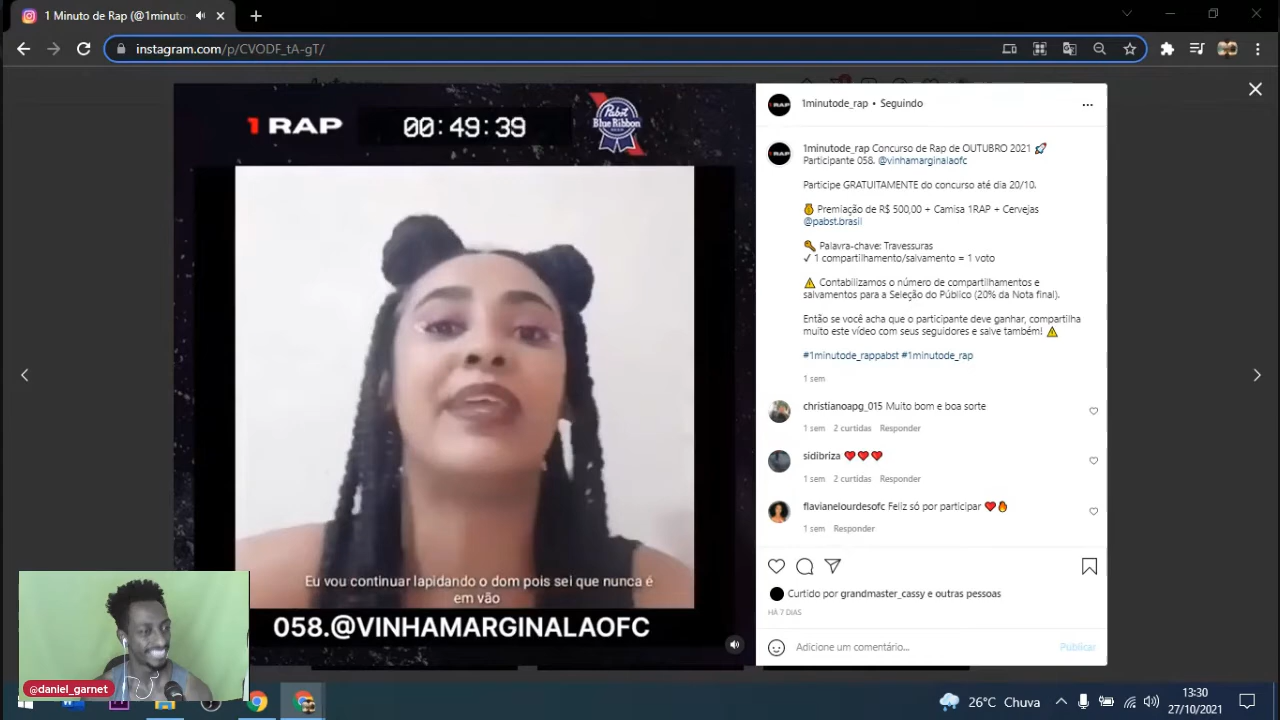 1 Minuto de Rap (@1minuto
instagram.com/p/CVODF_tA-gT/
1 RAP
00:49:39
Pabst
Blue Ribbon
Eu vou continuar lapidando o dom pois sei que nunca é
em vão
058.@VINHAMARGINALAOFC
@daniel_garnet
1minutode_rap • Seguindo
1minutode_rap Concurso de Rap de OUTUBRO 2021 🚀
Participante 058. @vinhamarginalaofc
Participe GRATUITAMENTE do concurso até dia 20/10.
💰 Premiação de R$ 500,00 + Camisa 1RAP + Cervejas
@pabst.brasil
🔑 Palavra-chave: Travessuras
✓ 1 compartilhamento/salvamento = 1 voto
⚠️ Contabilizamos o número de compartilhamentos e
salvamentos para a Seleção do Público (20% da Nota final).
Então se você acha que o participante deve ganhar, compartilha
muito este vídeo com seus seguidores e salve também! ⚠️
#1minutode_rappabst #1minutode_rap
1 sem
christianoapg_015 Muito bom e boa sorte
1 sem 2 curtidas Responder
sidibriza ❤️❤️❤️
1 sem 2 curtidas Responder
flavianelourdesofc Feliz só por participar ❤️🔥
1 sem Responder
Curtido por grandmaster_cassy e outras pessoas
HÁ 7 DIAS
Adicione um comentário...
Publicar
26°C Chuva
13:30
27/10/2021